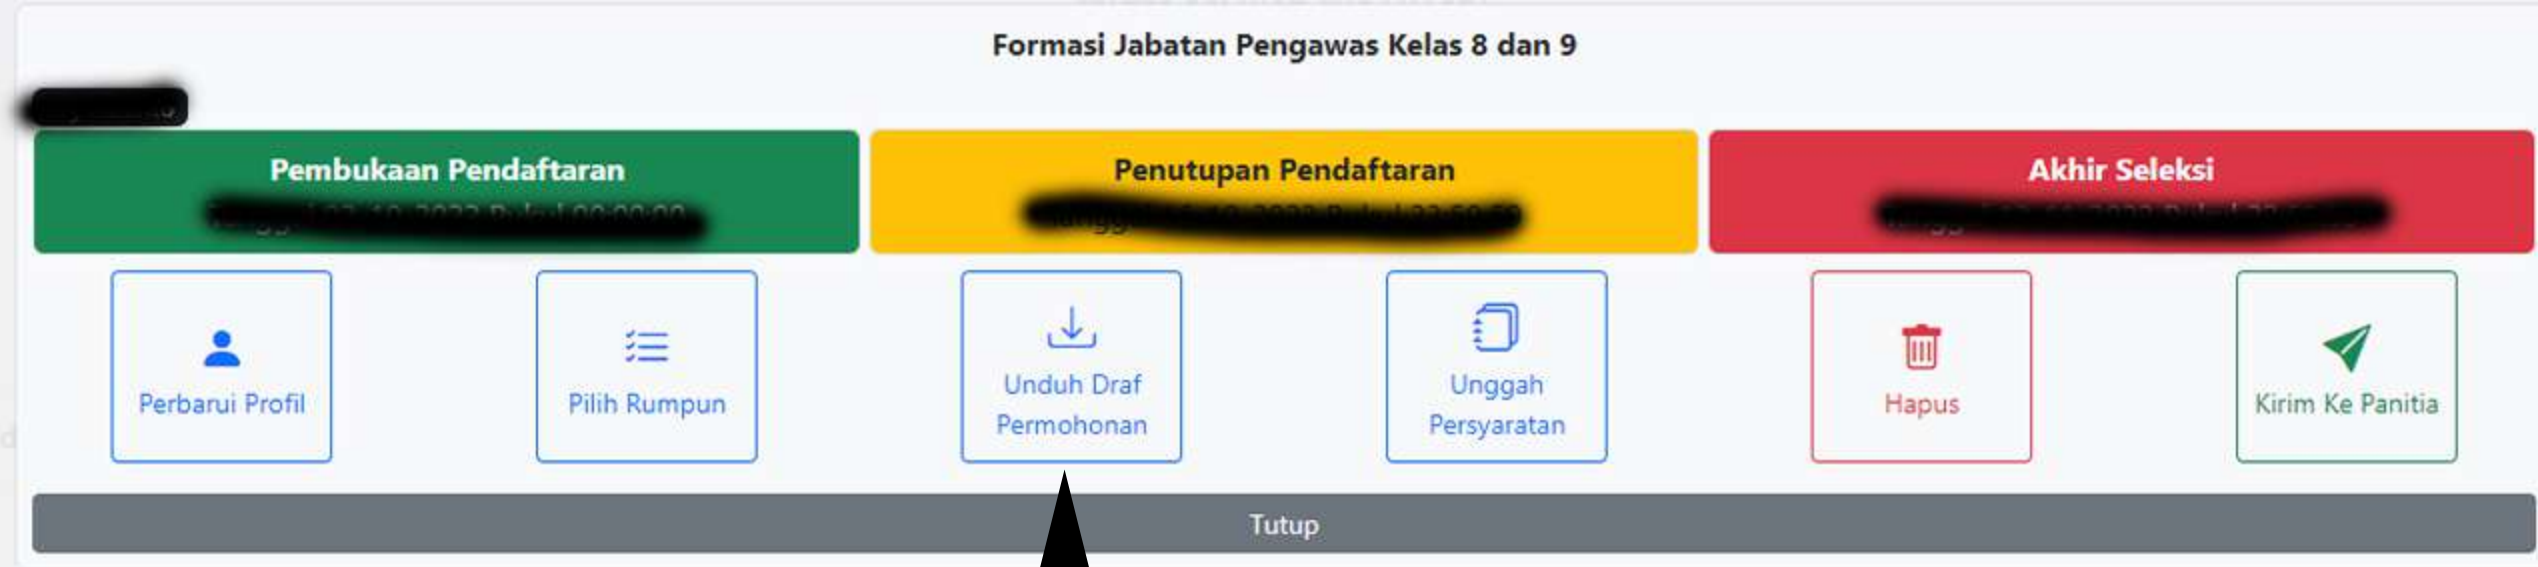 Formasi Jabatan Pengawas Kelas 8 dan 9
Pembukaan Pendaftaran
Penutupan Pendaftaran
Akhir Seleksi
Perbarui Profil
Pilih Rumpun
Unduh Draf
Permohonan
Unggah
Persyaratan
Hapus
Kirim Ke Panitia
Tutup